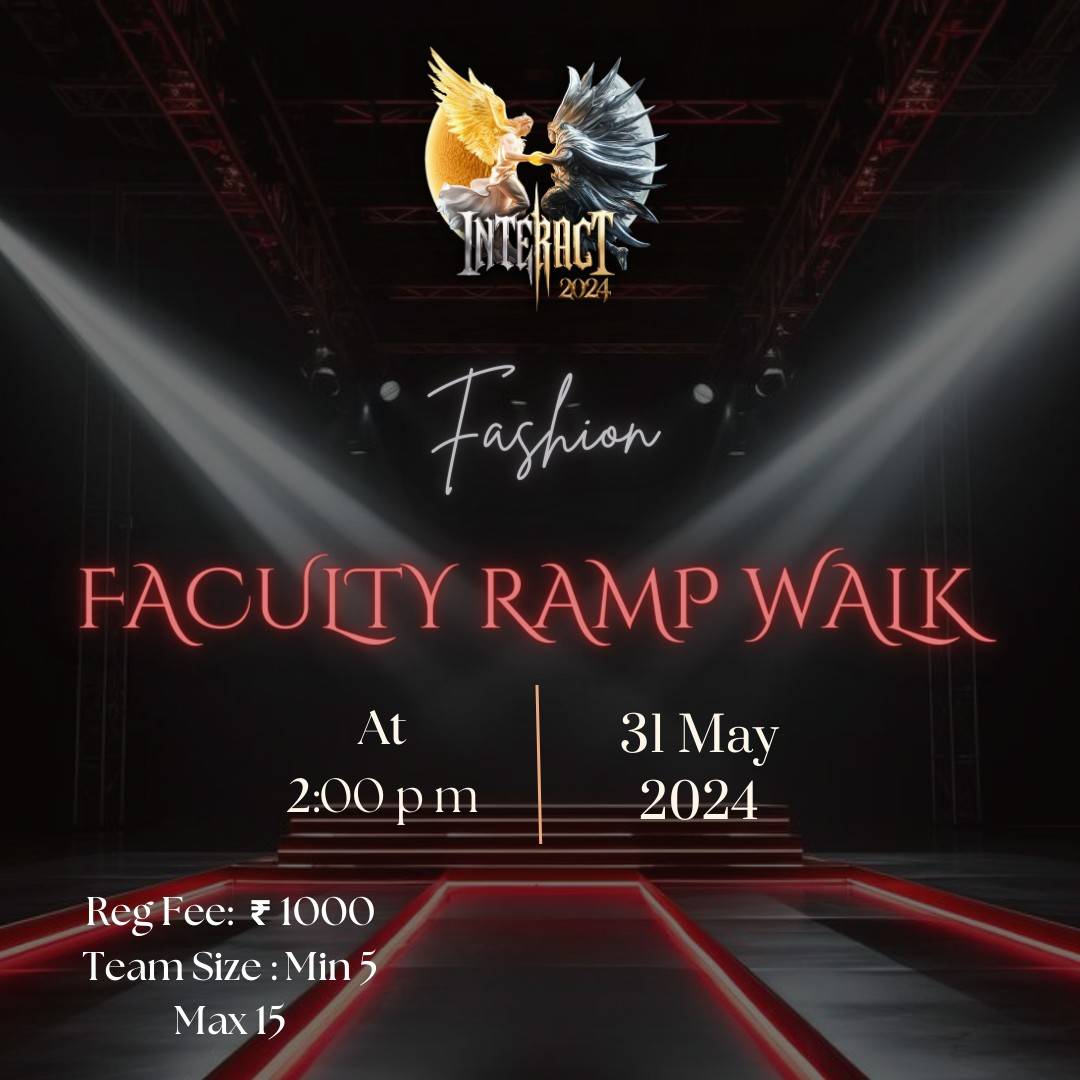 INTERACT
2024
Fashion
FACULTY RAMP WALK
At
2:00 p m
31 May
2024
Reg Fee: ₹ 1000
Team Size : Min 5
Max 15